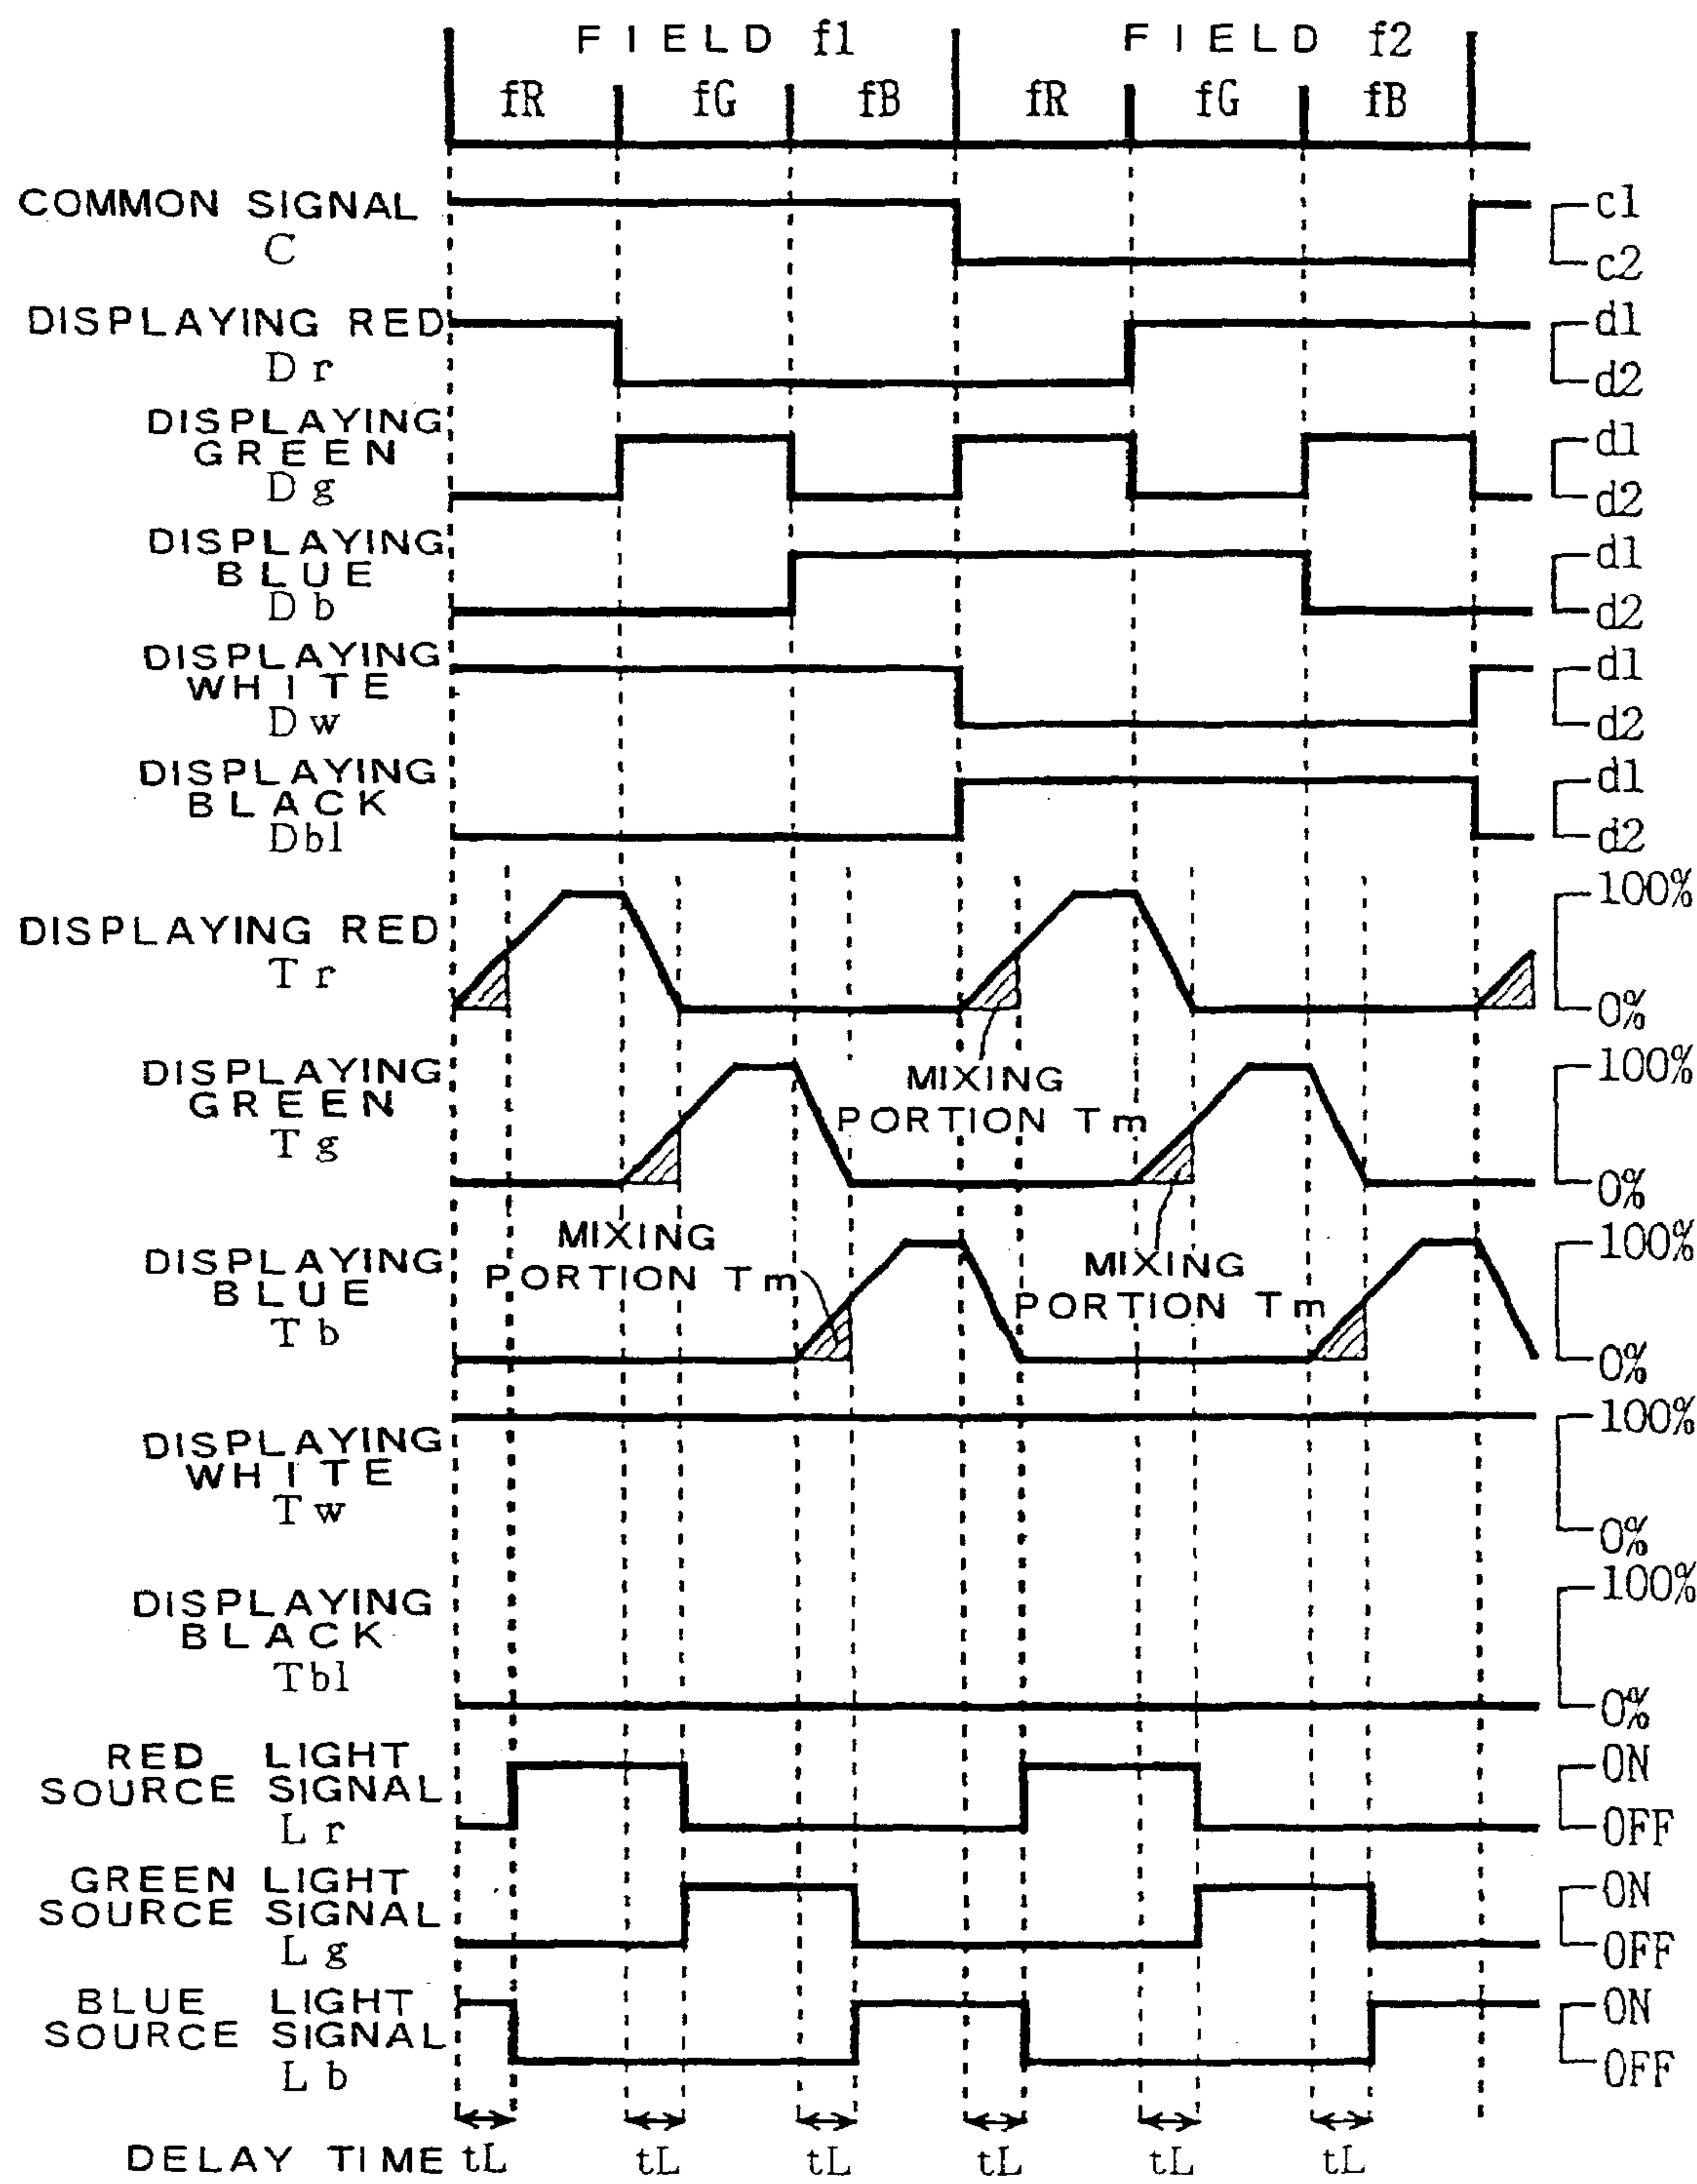 FIELD f1 FIELD f2
fR fG fB fR fG fB
COMMON SIGNAL
C
c1
c2
DISPLAYING RED
Dr
d1
d2
DISPLAYING
GREEN
Dg
d1
d2
DISPLAYING
BLUE
Db
d1
d2
DISPLAYING
WHITE
Dw
d1
d2
DISPLAYING
BLACK
Dbl
d1
d2
DISPLAYING RED
Tr
100%
0%
MIXING
PORTION Tm
DISPLAYING
GREEN
Tg
100%
0%
MIXING
PORTION Tm
MIXING
PORTION Tm
DISPLAYING
BLUE
Tb
100%
0%
DISPLAYING
WHITE
Tw
100%
0%
DISPLAYING
BLACK
Tbl
100%
0%
RED LIGHT
SOURCE SIGNAL
Lr
ON
OFF
GREEN LIGHT
SOURCE SIGNAL
Lg
ON
OFF
BLUE LIGHT
SOURCE SIGNAL
Lb
ON
OFF
DELAY TIME tL tL tL tL tL tL